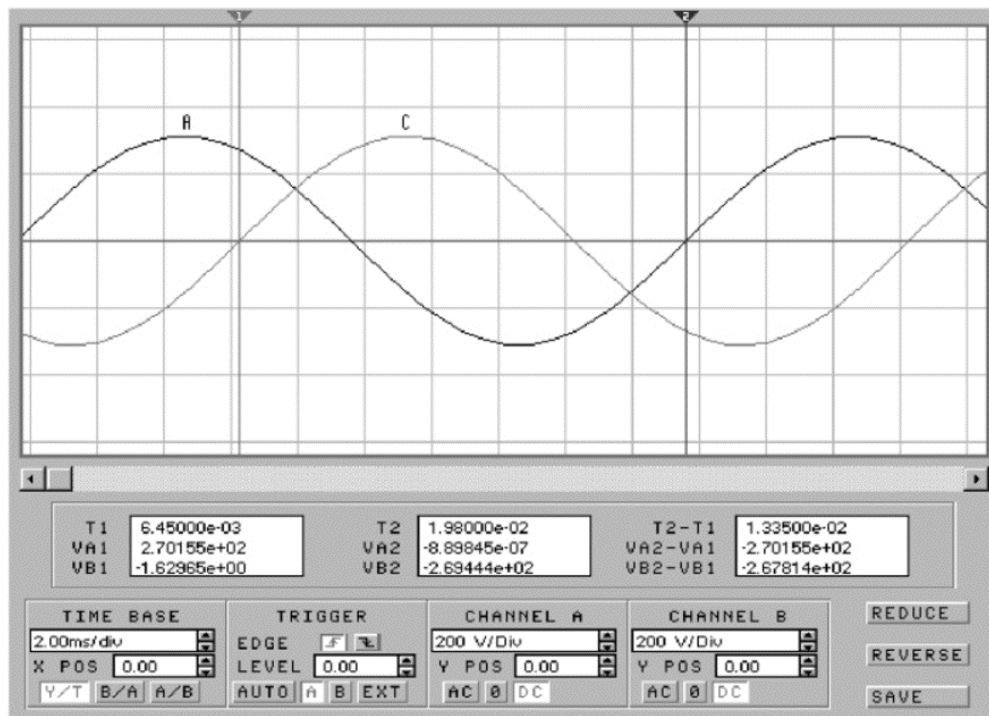 1 2
A C
T1 6.45000e-03 T2 1.98000e-02 T2-T1 1.33500e-02
VA1 2.70155e+02 VA2 -8.89845e-07 VA2-VA1 -2.70155e+02
VB1 -1.62965e+00 VB2 -2.69444e+02 VB2-VB1 -2.67814e+02
TIME BASE TRIGGER CHANNEL A CHANNEL B REDUCE
2.00ms/div EDGE 200 V/Div 200 V/Div REVERSE
X POS 0.00 LEVEL 0.00 Y POS 0.00 Y POS 0.00
Y/T B/A A/B AUTO A B EXT AC 0 DC AC 0 DC SAVE